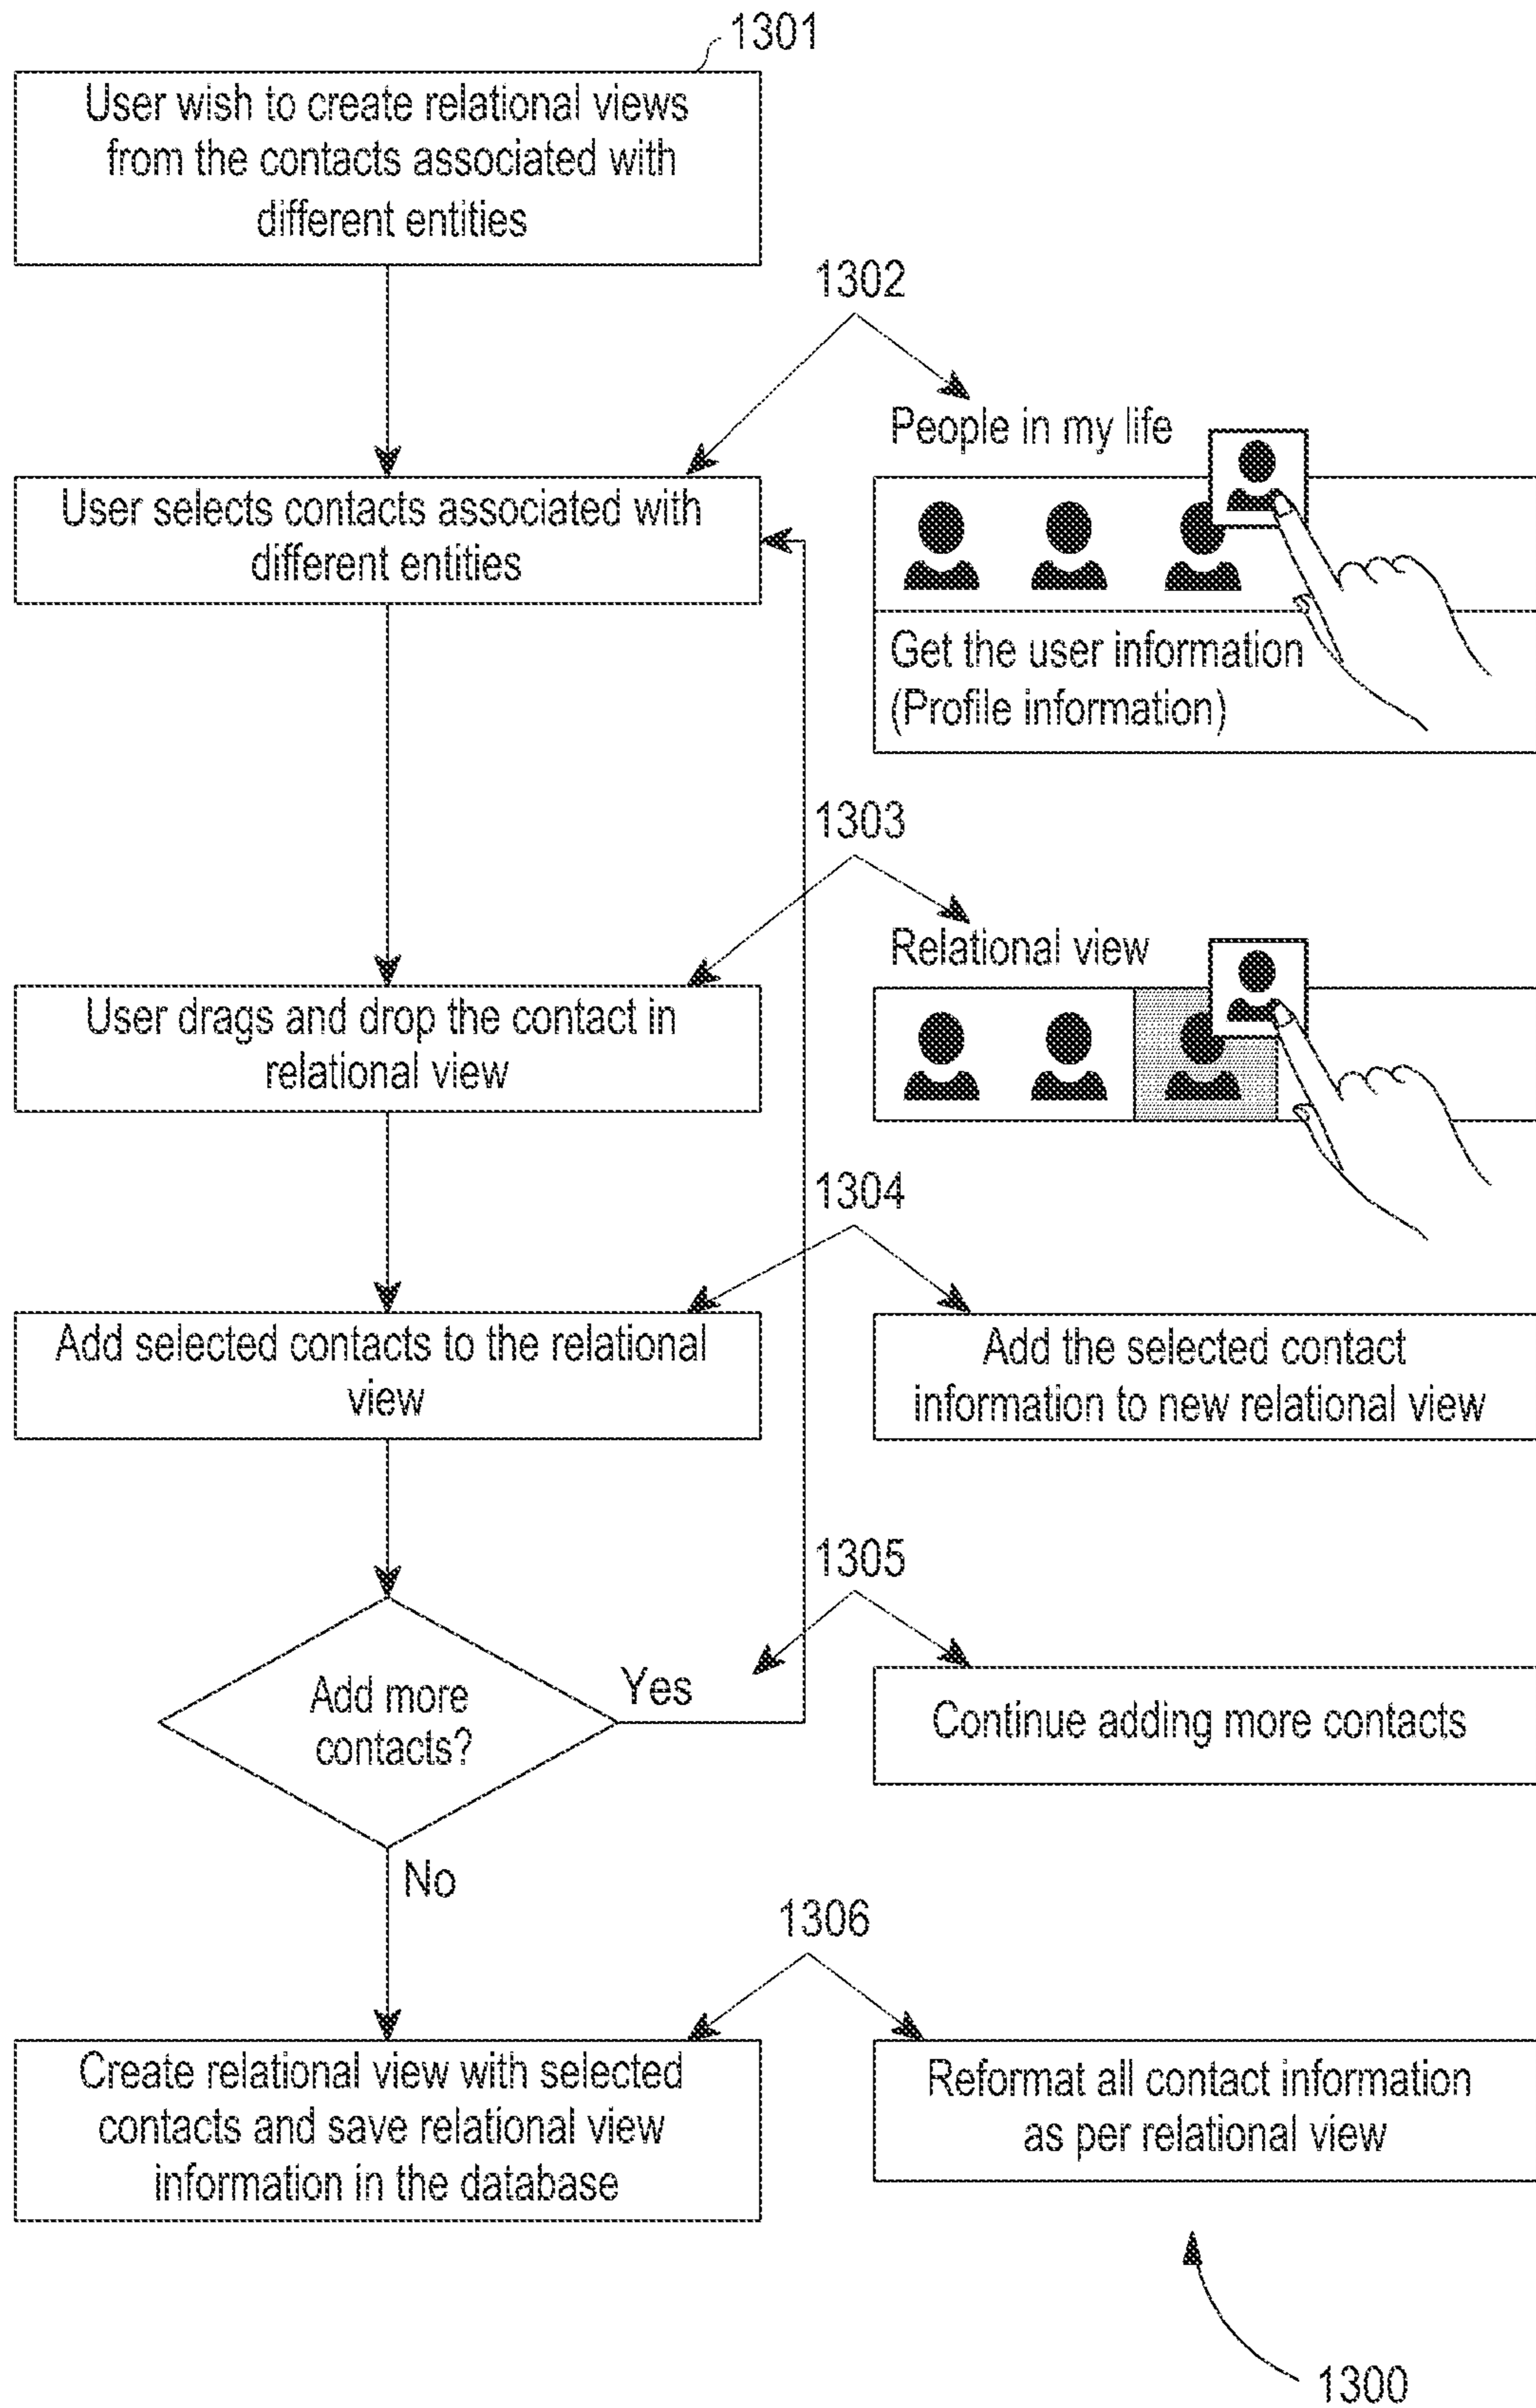 1301
User wish to create relational views
from the contacts associated with
different entities
1302
People in my life
User selects contacts associated with
different entities
Get the user information
(Profile information)
1303
Relational view
User drags and drop the contact in
relational view
1304
Add selected contacts to the relational
view
Add the selected contact
information to new relational view
1305
Add more
contacts?
Yes
Continue adding more contacts
No
1306
Create relational view with selected
contacts and save relational view
information in the database
Reformat all contact information
as per relational view
1300